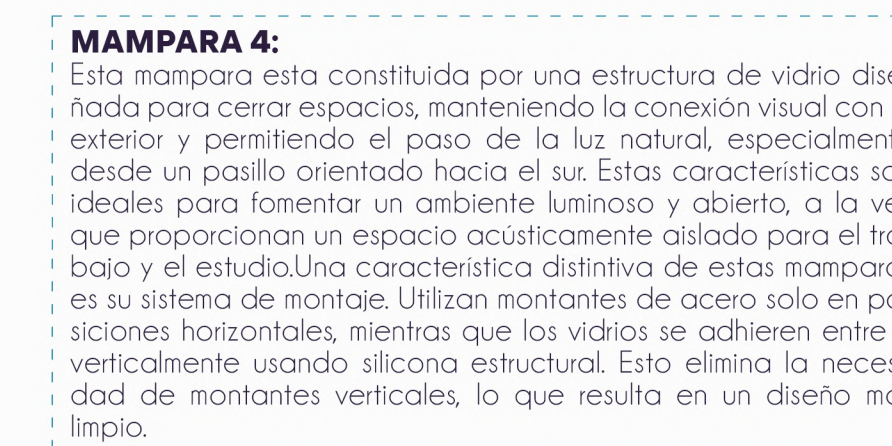 MAMPARA 4:
Esta mampara esta constituida por una estructura de vidrio dise
ñada para cerrar espacios, manteniendo la conexión visual con
exterior y permitiendo el paso de la luz natural, especialment
desde un pasillo orientado hacia el sur. Estas características so
ideales para fomentar un ambiente luminoso y abierto, a la ve
que proporcionan un espacio acústicamente aislado para el tra
bajo y el estudio.Una característica distintiva de estas mampara
es su sistema de montaje. Utilizan montantes de acero solo en po
siciones horizontales, mientras que los vidrios se adhieren entre
verticalmente usando silicona estructural. Esto elimina la neces
dad de montantes verticales, lo que resulta en un diseño mo
limpio.